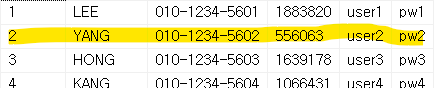 1 LEE 010-1234-5601 1883820 user1 pw1
2 YANG 010-1234-5602 556063 user2 pw2
3 HONG 010-1234-5603 1639178 user3 pw3
4 KANG 010-1234-5604 1066431 user4 pw4